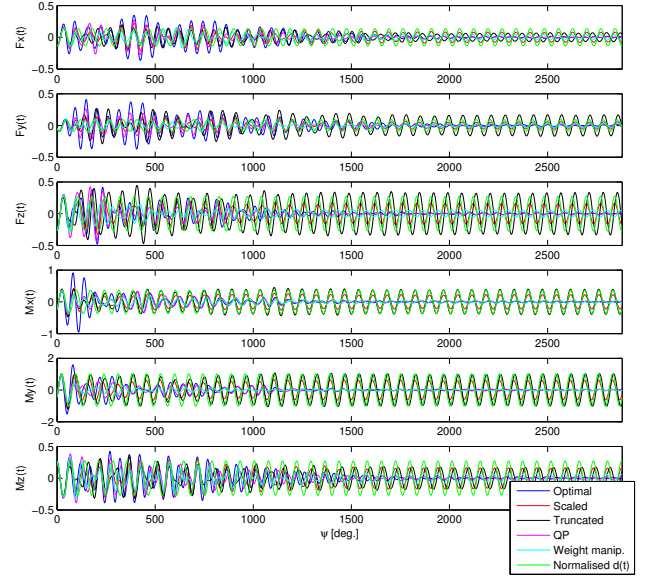 0.5
Fx(t)
0
−0.5
0 500 1000 1500 2000 2500
0.5
Fy(t)
0
−0.5
0 500 1000 1500 2000 2500
0.5
Fz(t)
0
−0.5
0 500 1000 1500 2000 2500
1
Mx(t)
0
−1
0 500 1000 1500 2000 2500
2
My(t)
0
−2
0 500 1000 1500 2000 2500
0.5
Mz(t)
0
−0.5
0 500 1000 1500 2000 2500
ψ [deg.]
Optimal
Scaled
Truncated
QP
Weight manip.
Normalised d(t)